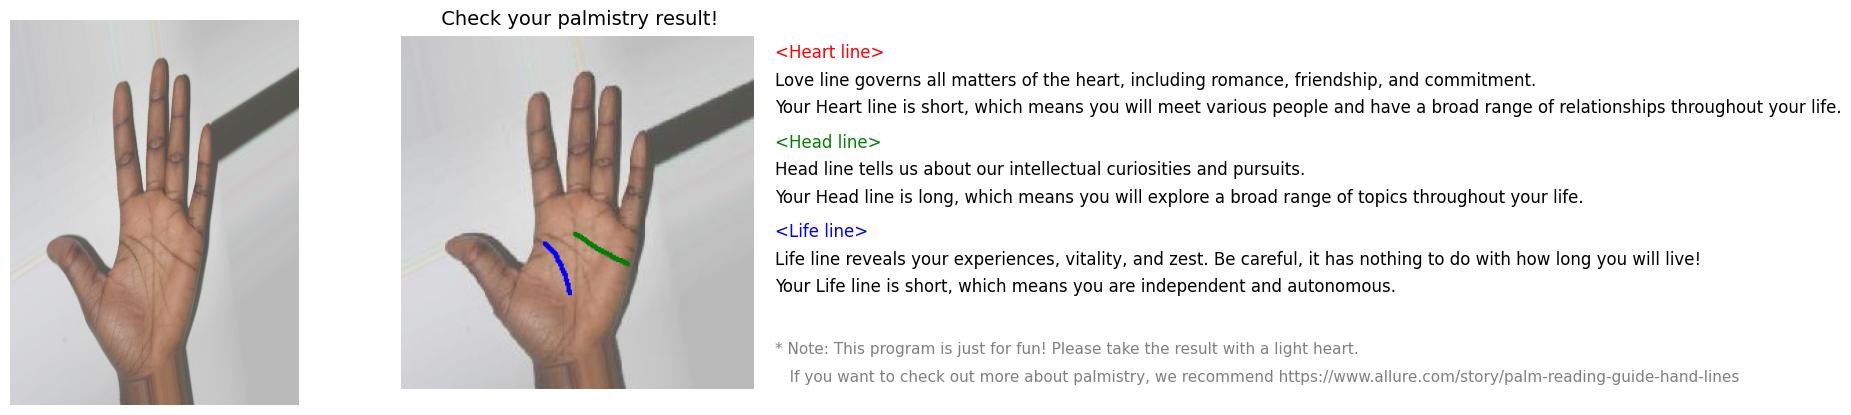 Check your palmistry result!
<Heart line>
Love line governs all matters of the heart, including romance, friendship, and commitment.
Your Heart line is short, which means you will meet various people and have a broad range of relationships throughout your life.
<Head line>
Head line tells us about our intellectual curiosities and pursuits.
Your Head line is long, which means you will explore a broad range of topics throughout your life.
<Life line>
Life line reveals your experiences, vitality, and zest. Be careful, it has nothing to do with how long you will live!
Your Life line is short, which means you are independent and autonomous.
* Note: This program is just for fun! Please take the result with a light heart.
If you want to check out more about palmistry, we recommend https://www.allure.com/story/palm-reading-guide-hand-lines